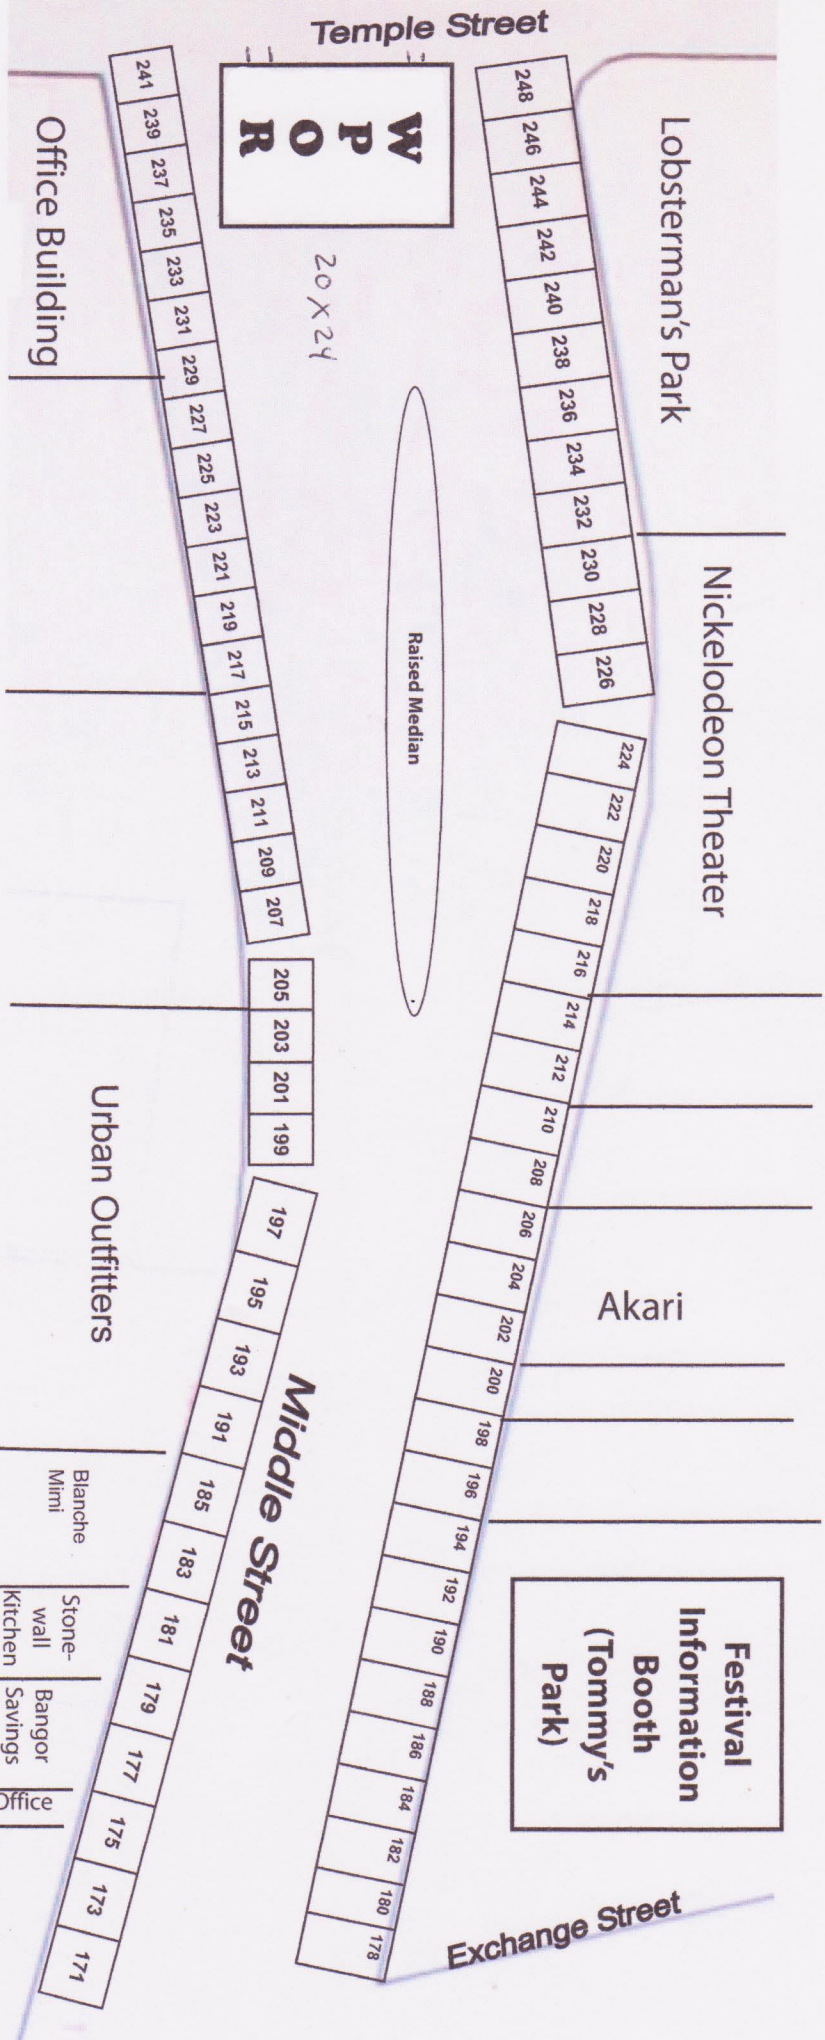 Temple Street
W
P
O
R
20 x 24
Lobsterman's Park
Office Building
248
246
244
242
240
238
236
234
232
230
228
226
241
239
237
235
233
231
229
227
225
223
221
219
217
215
213
211
209
207
Raised Median
Nickelodeon Theater
224
222
220
218
216
214
212
210
208
206
204
202
200
198
196
194
192
190
188
186
184
182
180
178
205
203
201
199
Urban Outfitters
Akari
197
195
193
191
185
183
181
179
177
175
173
171
Middle Street
Blanche
Mimi
Stone-
wall
Kitchen
Bangor
Savings
Office
Festival
Information
Booth
(Tommy's
Park)
Exchange Street